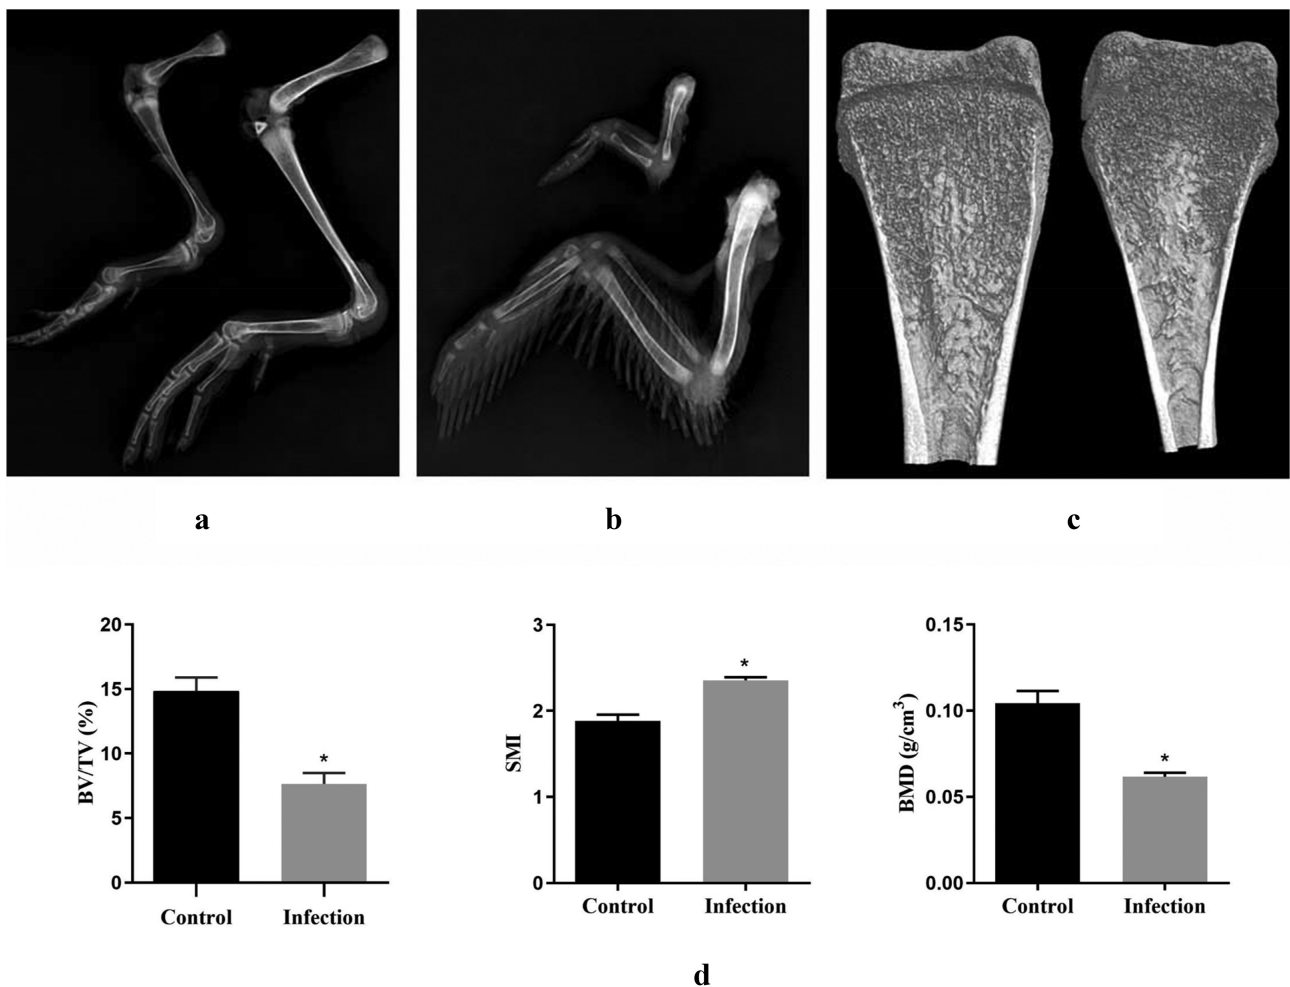 a
b
c
BV/TV (%)
20
15
10
5
0
*
Control
Infection
SMI
3
2
1
0
*
Control
Infection
BMD (g/cm³)
0.15
0.10
0.05
0.00
*
Control
Infection
d